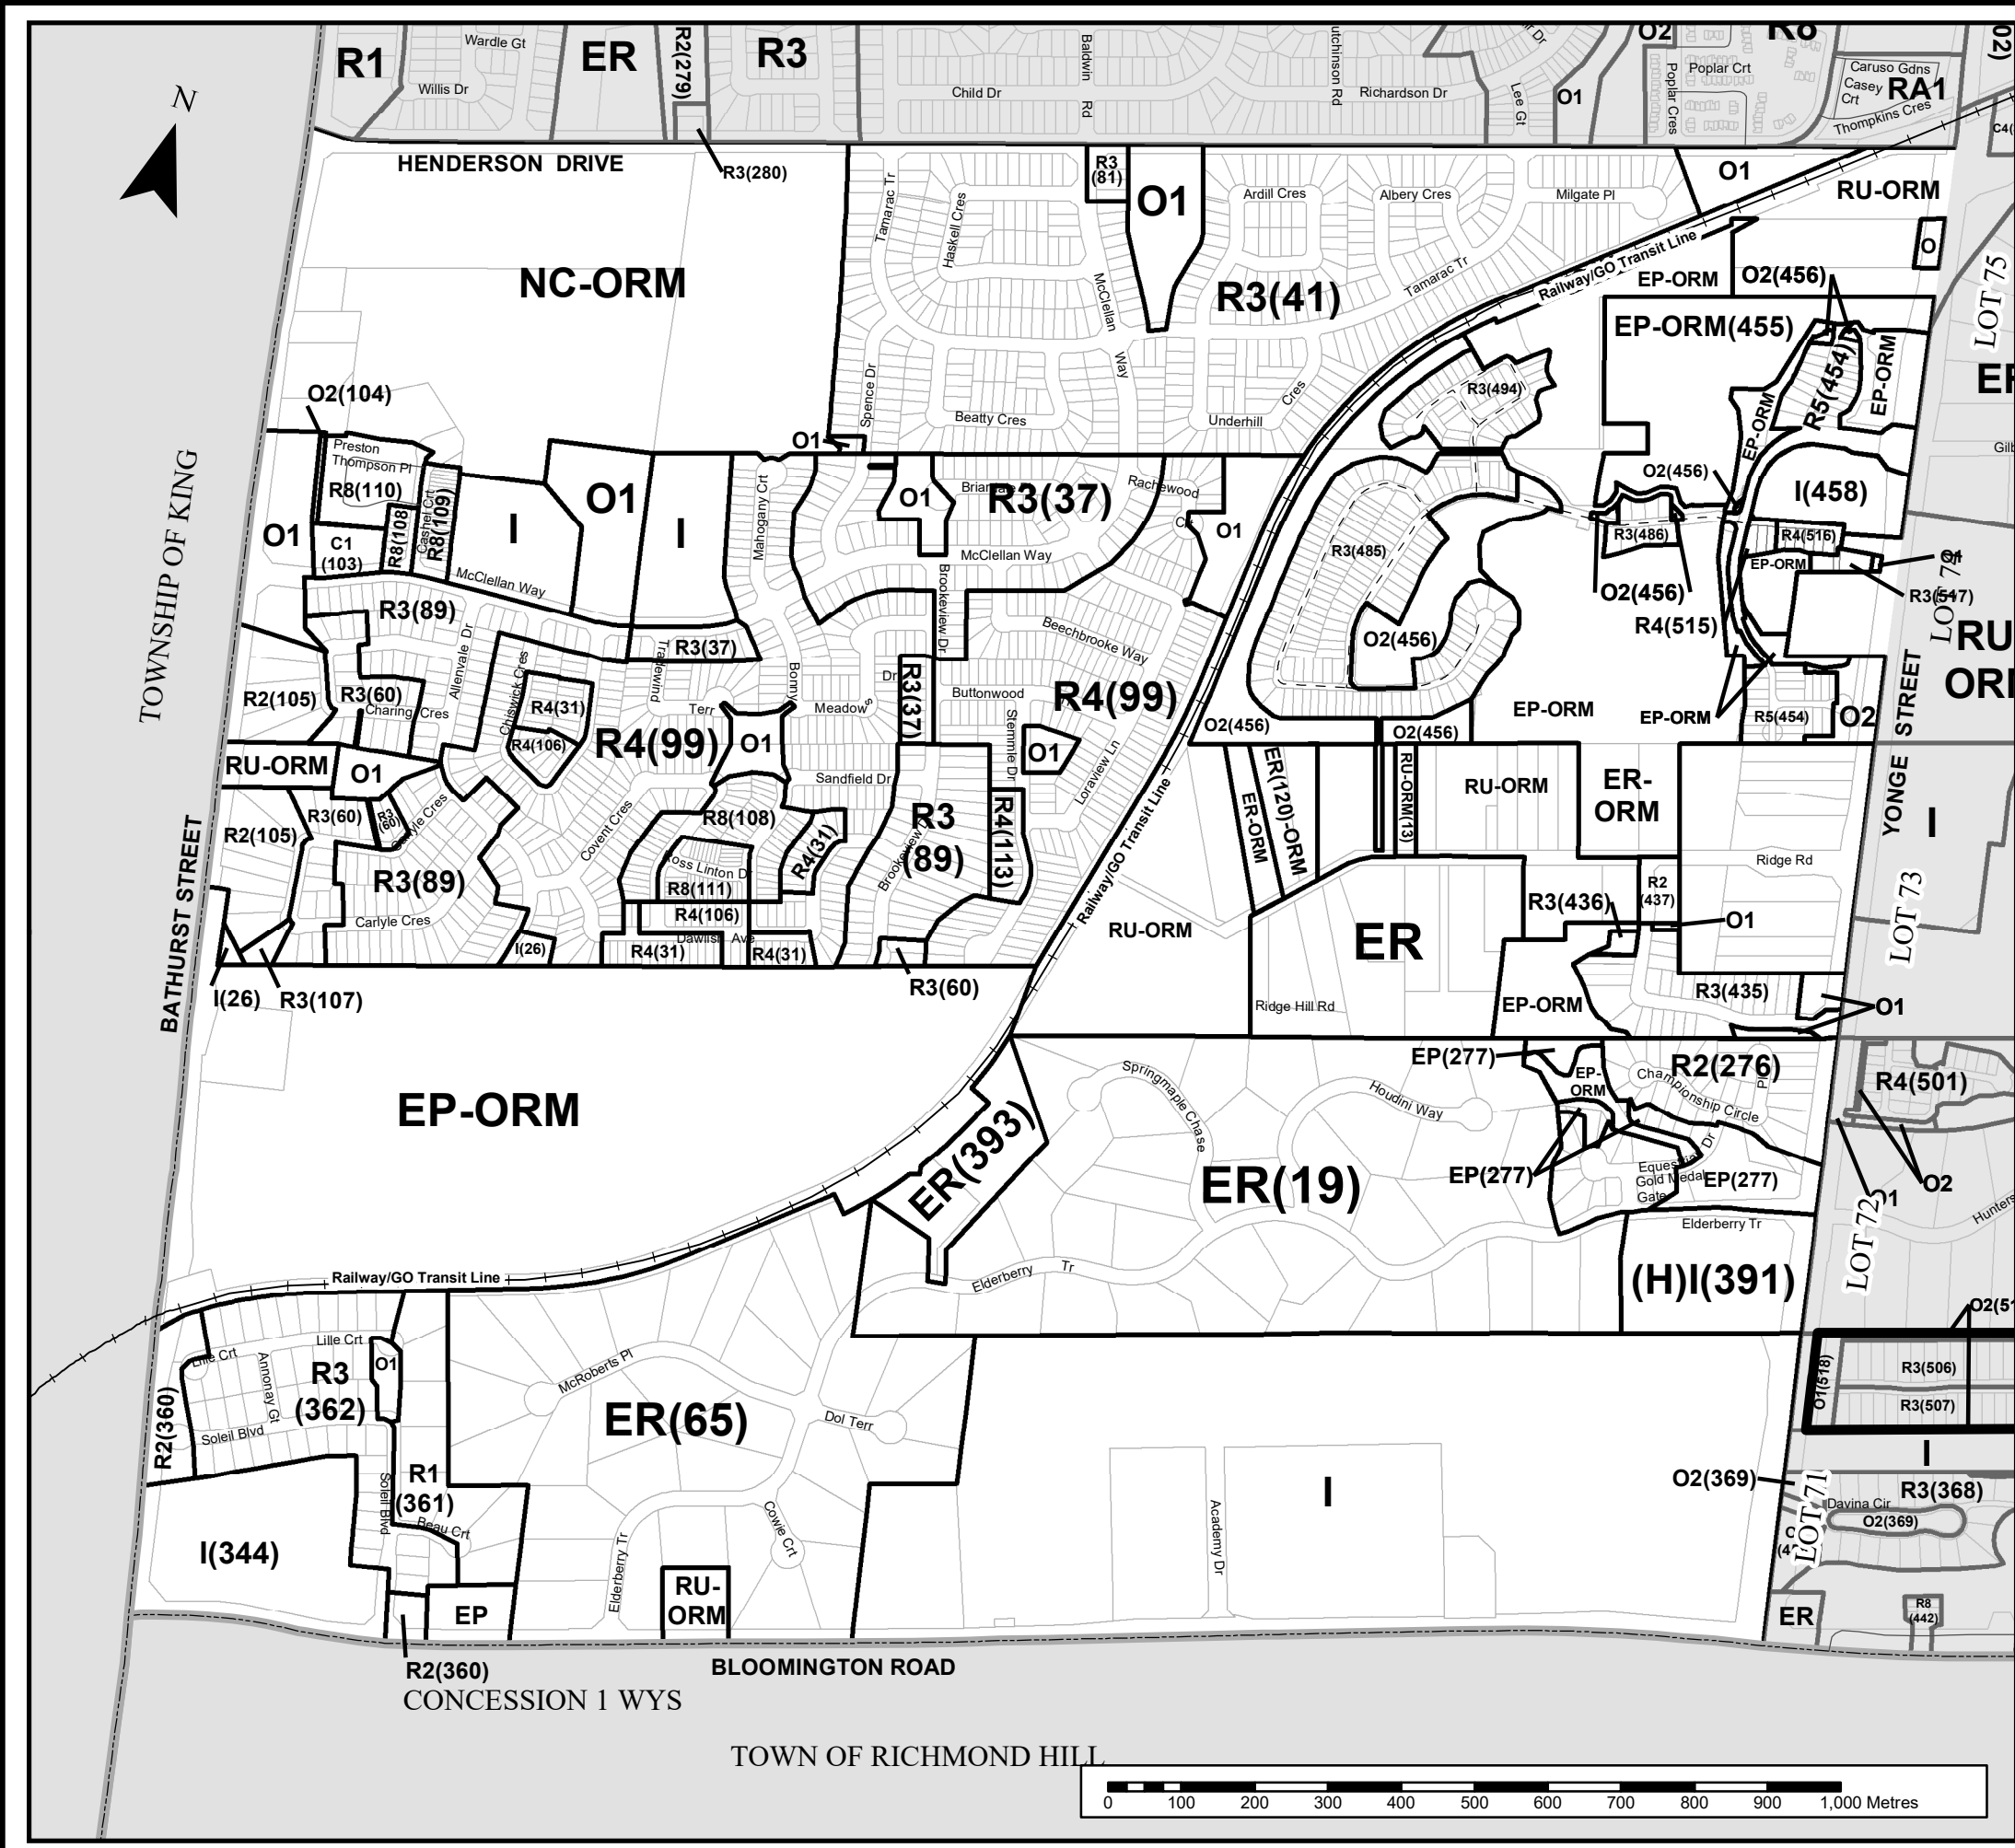 R1
Wardle Gt
Willis Dr
ER
R2(279)
R3
Child Dr
Baldwin Rd
Richardson Dr
Lee Gt
O1
O2
Poplar Crt
Poplar Cres
Caruso Gdns
Casey
Crt
RA1
Thompkins Cres
N
HENDERSON DRIVE
R3(280)
NC-ORM
Tamarac Tr
Haskell Cres
R3
(81)
O1
McClellan
Way
Ardill Cres
Albery Cres
Milgate Pl
R3(41)
Tamarac Tr
Railway/GO Transit Line
O1
RU-ORM
O
EP-ORM
O2(456)
LOT 75
EP-ORM(455)
R5(454)
EP-ORM
EP-ORM
Spence Dr
Beatty Cres
Underhill
Cres
R3(494)
O2(104)
O1
Preston
Thompson Pl
R8(110)
R8(108)
Cashel Crt
R8(109)
O1
C1
(103)
I
O1
I
Mahogany Crt
McClellan Way
O1
R3(37)
Rachewood
Crt
O1
McClellan Way
Brookeview Dr
R3(485)
O2(456)
I(458)
R3(486)
R4(516)
EP-ORM
O2(456)
R4(515)
R3(517)
LOT 74
RU
TOWNSHIP OF KING
R3(89)
R3(37)
Allenvale Dr
Chiswick Cres
Tradewind
Terr
Bonny
Meadows
Dr
R3(37)
Beechbrooke Way
Buttonwood
Stemmle Dr
R4(99)
Loraview Ln
R2(105)
R3(60)
Charing Cres
R4(31)
R4(106)
R4(99)
O1
O1
Sandfield Dr
O2(456)
O2(456)
O2(456)
EP-ORM
EP-ORM
R5(454)
O2
YONGE STREET
RU-ORM
O1
R2(105)
R3(60)
R3
(60)
Carlyle Cres
R3(89)
Carlyle Cres
Covent Cres
R8(108)
Ross Linton Dr
R8(111)
R4(31)
R4(106)
Dawlish Ave
R4(31)
R4(31)
I(26)
R3
(89)
R4(113)
R3(60)
Railway/GO Transit Line
ER-ORM
ER(120)-ORM
RU-ORM(13)
RU-ORM
ER-
ORM
I
Ridge Rd
RU-ORM
ER
R3(436)
R2
(437)
O1
LOT 73
BATHURST STREET
I(26)
R3(107)
Ridge Hill Rd
EP-ORM
R3(435)
O1
EP-ORM
EP(277)
EP-
ORM
R2(276)
Championship Circle
Pl
R4(501)
Springmaple Chase
Houdini Way
ER(393)
ER(19)
EP(277)
Gold Medal
Gate
Dr
EP(277)
O1
O2
LOT 72
Elderberry Tr
(H)I(391)
Elderberry Tr
Railway/GO Transit Line
Lille Crt
Lille Crt
R3
(362)
O1
Annonay Gt
Soleil Blvd
R2(360)
McRoberts Pl
ER(65)
Dol Terr
O1(518)
R3(506)
R3(507)
I
R1
(361)
Soleil Blvd
Beau Crt
I(344)
EP
Elderberry Tr
Cowie Crt
RU-
ORM
Academy Dr
I
O2(369)
LOT 71
Davina Cir
R3(368)
O2(369)
ER
R8
(442)
R2(360)
BLOOMINGTON ROAD
CONCESSION 1 WYS
TOWN OF RICHMOND HILL
0 100 200 300 400 500 600 700 800 900 1,000 Metres